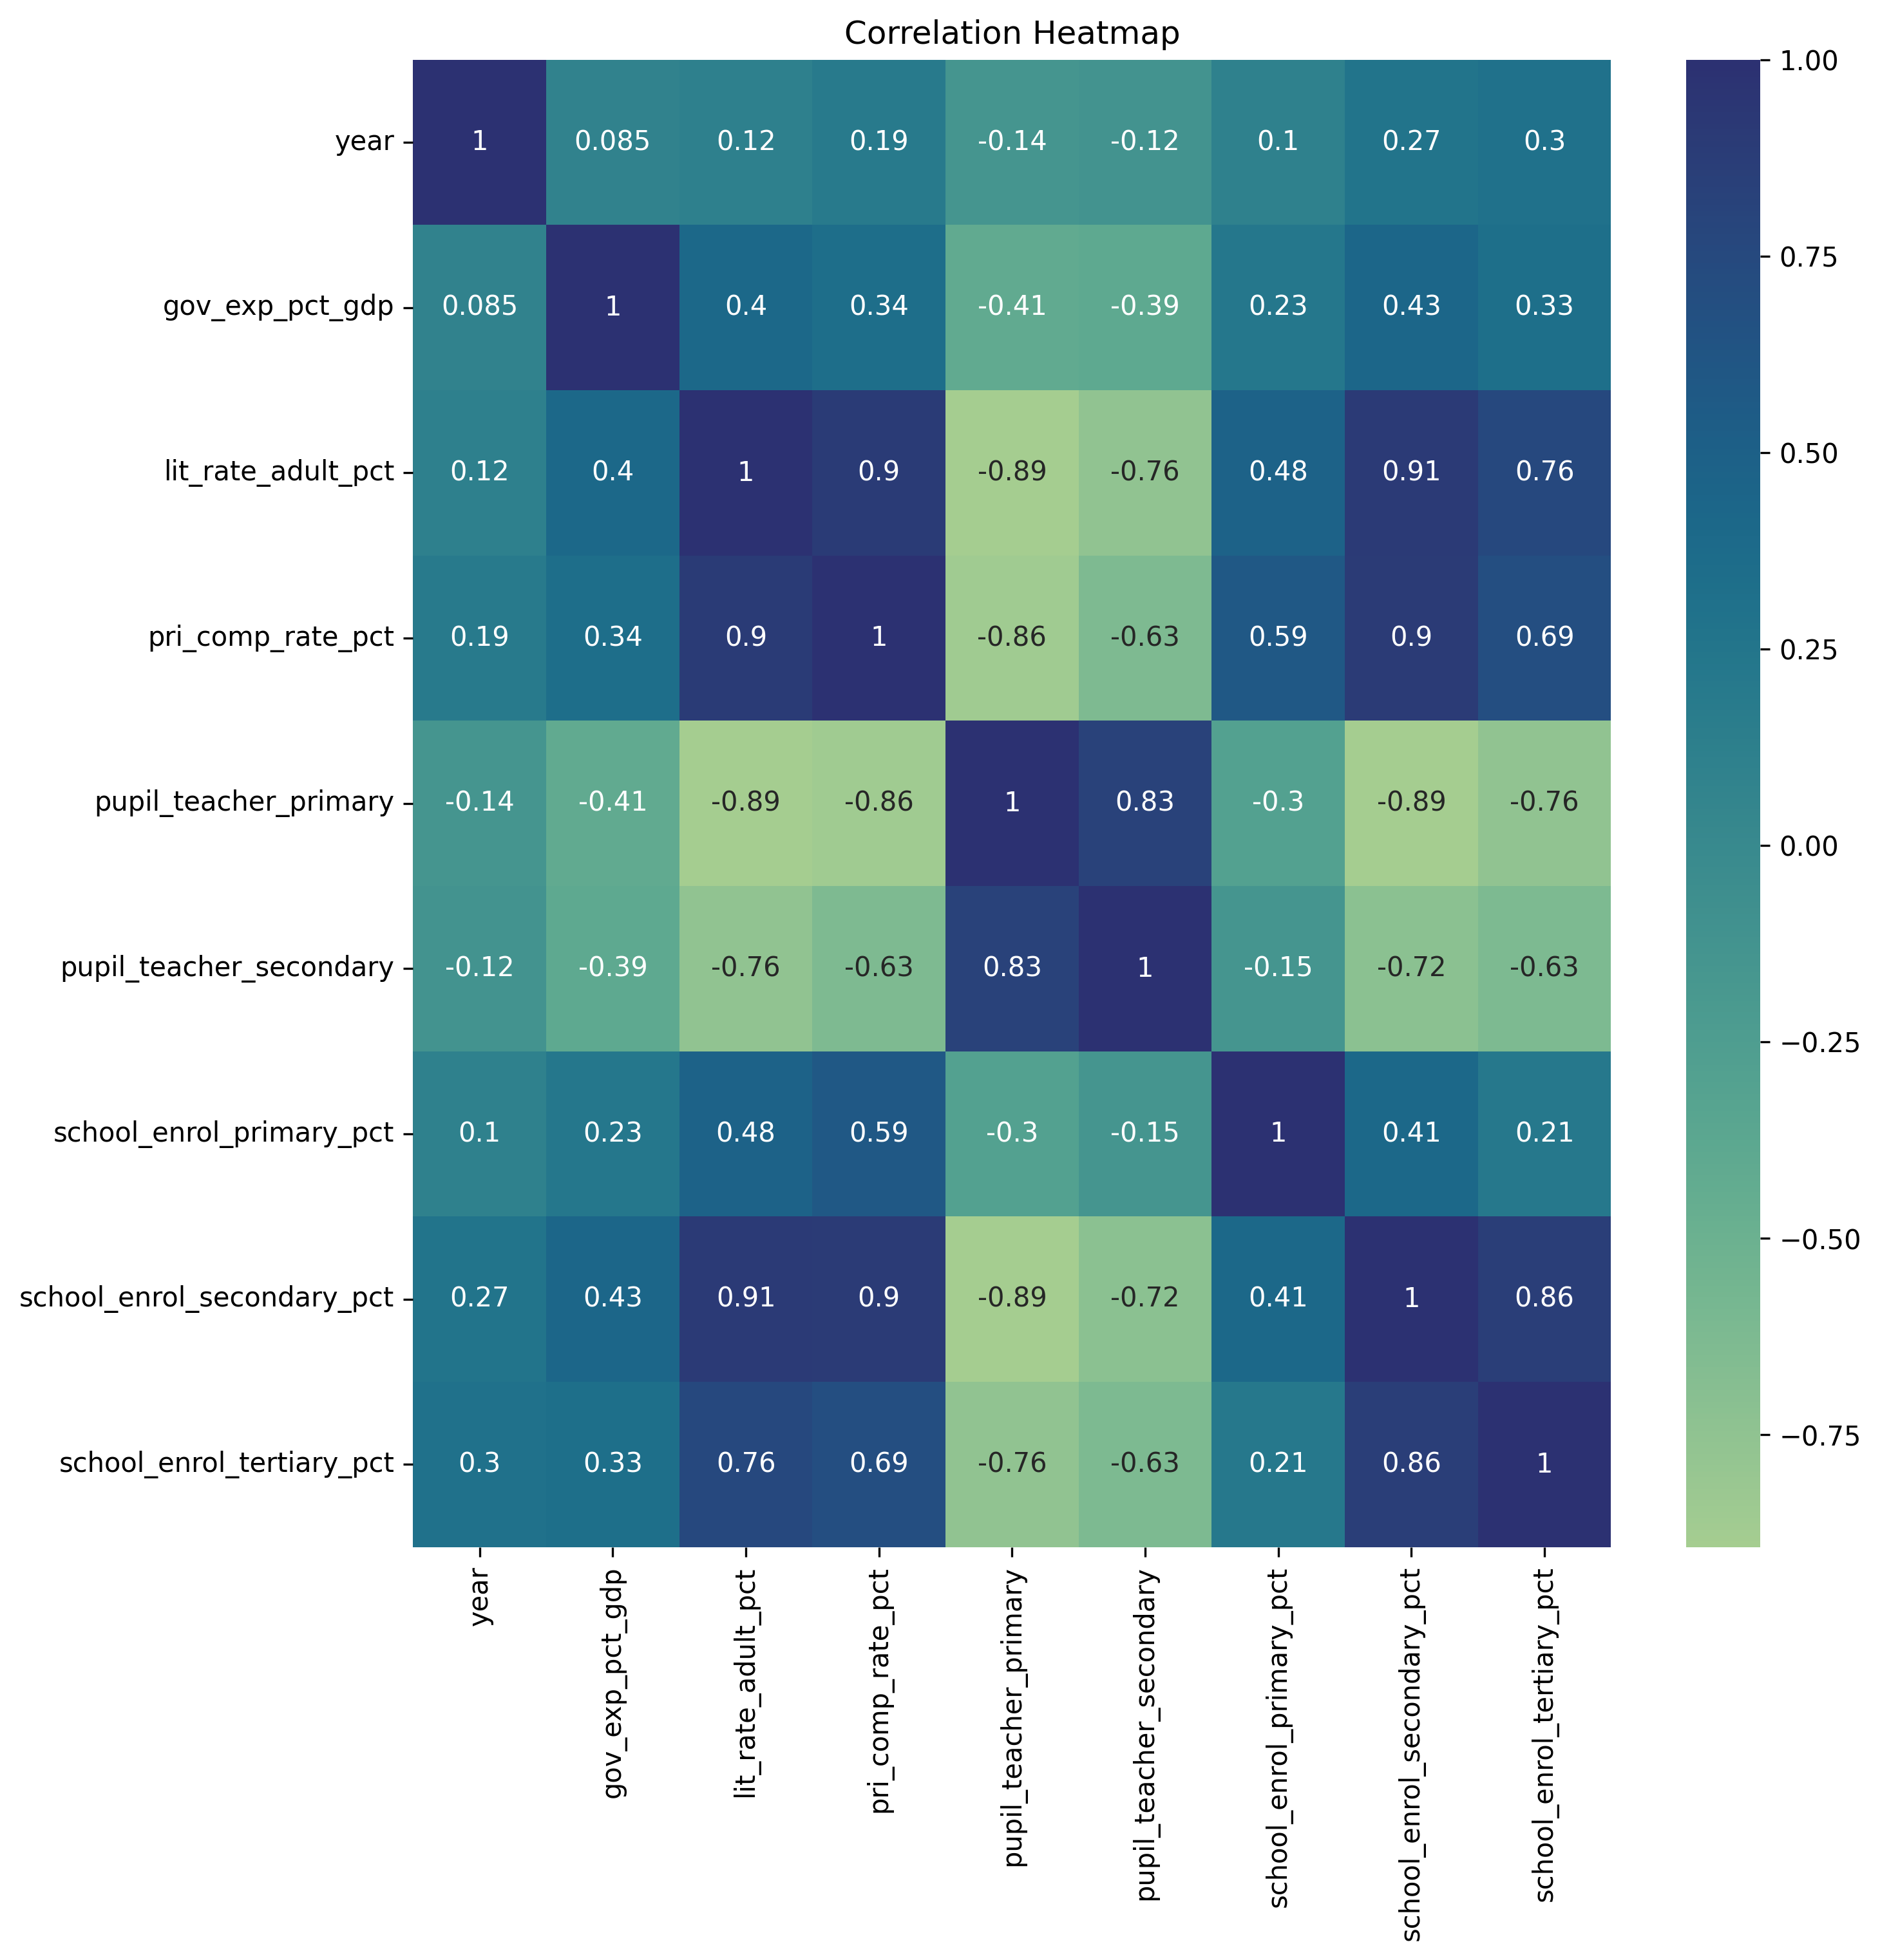 Correlation Heatmap
year 1 0.085 0.12 0.19 -0.14 -0.12 0.1 0.27 0.3
gov_exp_pct_gdp 0.085 1 0.4 0.34 -0.41 -0.39 0.23 0.43 0.33
lit_rate_adult_pct 0.12 0.4 1 0.9 -0.89 -0.76 0.48 0.91 0.76
pri_comp_rate_pct 0.19 0.34 0.9 1 -0.86 -0.63 0.59 0.9 0.69
pupil_teacher_primary -0.14 -0.41 -0.89 -0.86 1 0.83 -0.3 -0.89 -0.76
pupil_teacher_secondary -0.12 -0.39 -0.76 -0.63 0.83 1 -0.15 -0.72 -0.63
school_enrol_primary_pct 0.1 0.23 0.48 0.59 -0.3 -0.15 1 0.41 0.21
school_enrol_secondary_pct 0.27 0.43 0.91 0.9 -0.89 -0.72 0.41 1 0.86
school_enrol_tertiary_pct 0.3 0.33 0.76 0.69 -0.76 -0.63 0.21 0.86 1
year
gov_exp_pct_gdp
lit_rate_adult_pct
pri_comp_rate_pct
pupil_teacher_primary
pupil_teacher_secondary
school_enrol_primary_pct
school_enrol_secondary_pct
school_enrol_tertiary_pct
1.00
0.75
0.50
0.25
0.00
−0.25
−0.50
−0.75